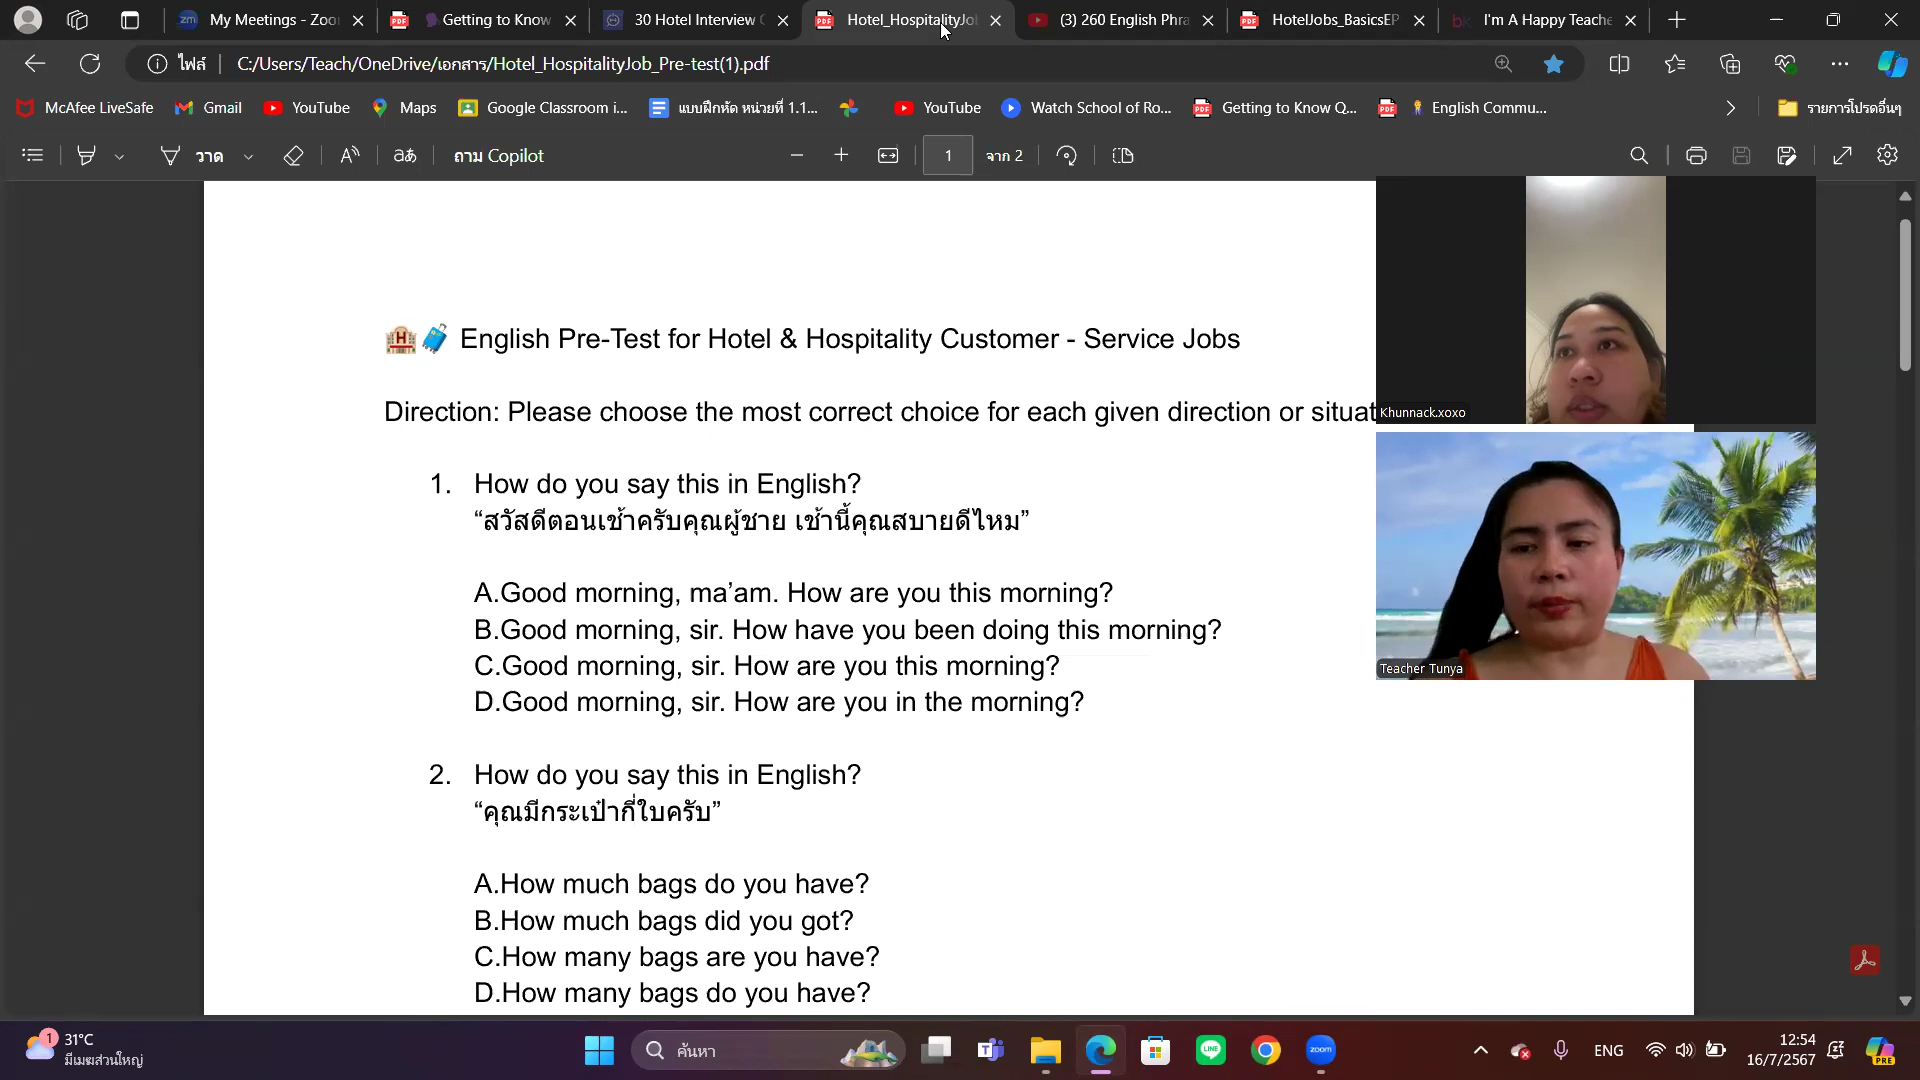 My Meetings - Zoo
Getting to Know
30 Hotel Interview
Hotel_HospitalityJo
(3) 260 English Phra
HotelJobs_BasicsEP
I'm A Happy Teache
ไฟล์
C:/Users/Teach/OneDrive/เอกสาร/Hotel_HospitalityJob_Pre-test(1).pdf
McAfee LiveSafe
Gmail
YouTube
Maps
Google Classroom i...
แบบฝึกหัด หน่วยที่ 1.1...
YouTube
Watch School of Ro...
Getting to Know Q...
English Commu...
รายการโปรดอื่นๆ
วาด
aあ
ถาม Copilot
1
จาก 2
🏨🧳 English Pre-Test for Hotel & Hospitality Customer - Service Jobs
Direction: Please choose the most correct choice for each given direction or situat
Khunnack.xoxo
1. How do you say this in English?
“สวัสดีตอนเช้าครับคุณผู้ชาย เช้านี้คุณสบายดีไหม”
A.Good morning, ma’am. How are you this morning?
B.Good morning, sir. How have you been doing this morning?
C.Good morning, sir. How are you this morning?
D.Good morning, sir. How are you in the morning?
Teacher Tunya
2. How do you say this in English?
“คุณมีกระเป๋ากี่ใบครับ”
A.How much bags do you have?
B.How much bags did you got?
C.How many bags are you have?
D.How many bags do you have?
1
31°C
มีเมฆส่วนใหญ่
ค้นหา
LINE
zoom
ENG
12:54
16/7/2567
PRE